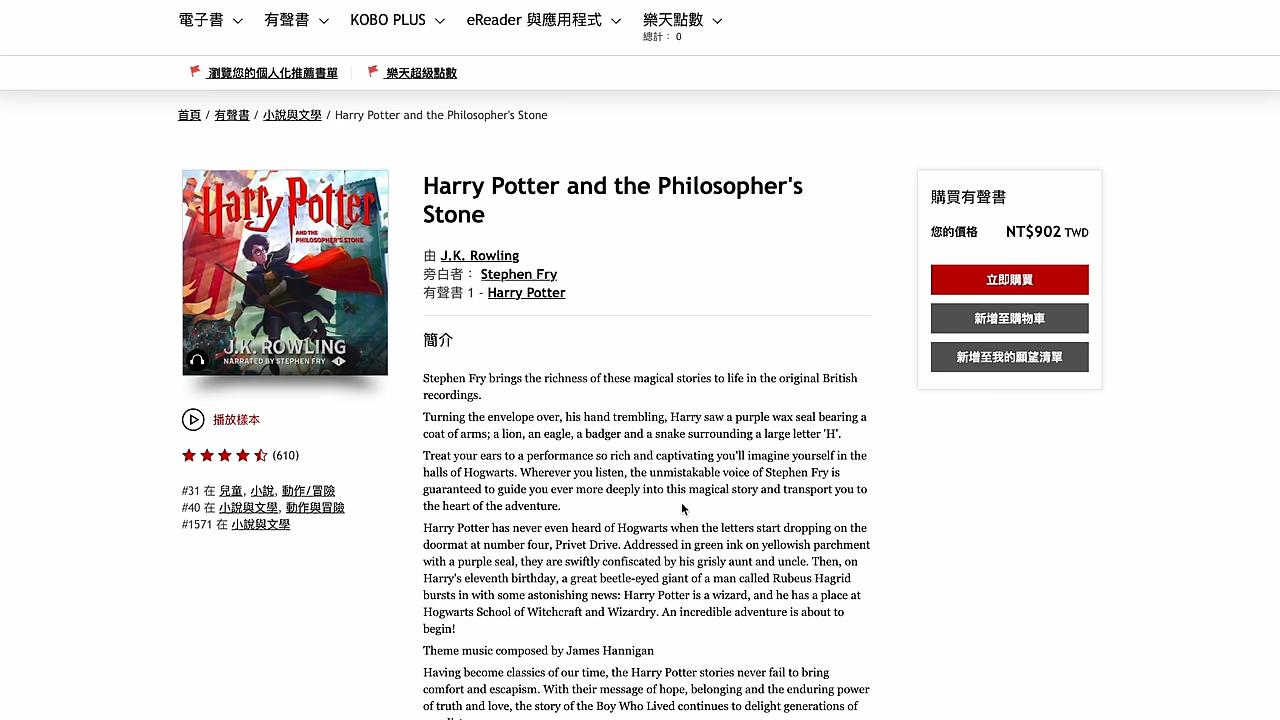 電子書 有聲書 KOBO PLUS eReader 與應用程式 樂天點數
總計： 0
瀏覽您的個人化推薦書單 樂天超級點數
首頁 / 有聲書 / 小說與文學 / Harry Potter and the Philosopher's Stone
Harry Potter
AND THE
PHILOSOPHER'S STONE
J.K. ROWLING
NARRATED BY STEPHEN FRY 1
播放樣本
(610)
#31 在 兒童, 小說, 動作/冒險
#40 在 小說與文學, 動作與冒險
#1571 在 小說與文學
Harry Potter and the Philosopher's
Stone
由 J.K. Rowling
旁白者： Stephen Fry
有聲書 1 - Harry Potter
簡介
Stephen Fry brings the richness of these magical stories to life in the original British
recordings.
Turning the envelope over, his hand trembling, Harry saw a purple wax seal bearing a
coat of arms; a lion, an eagle, a badger and a snake surrounding a large letter 'H'.
Treat your ears to a performance so rich and captivating you'll imagine yourself in the
halls of Hogwarts. Wherever you listen, the unmistakable voice of Stephen Fry is
guaranteed to guide you ever more deeply into this magical story and transport you to
the heart of the adventure.
Harry Potter has never even heard of Hogwarts when the letters start dropping on the
doormat at number four, Privet Drive. Addressed in green ink on yellowish parchment
with a purple seal, they are swiftly confiscated by his grisly aunt and uncle. Then, on
Harry's eleventh birthday, a great beetle-eyed giant of a man called Rubeus Hagrid
bursts in with some astonishing news: Harry Potter is a wizard, and he has a place at
Hogwarts School of Witchcraft and Wizardry. An incredible adventure is about to
begin!
Theme music composed by James Hannigan
Having become classics of our time, the Harry Potter stories never fail to bring
comfort and escapism. With their message of hope, belonging and the enduring power
of truth and love, the story of the Boy Who Lived continues to delight generations of
購買有聲書
您的價格 NT$902 TWD
立即購買
新增至購物車
新增至我的願望清單